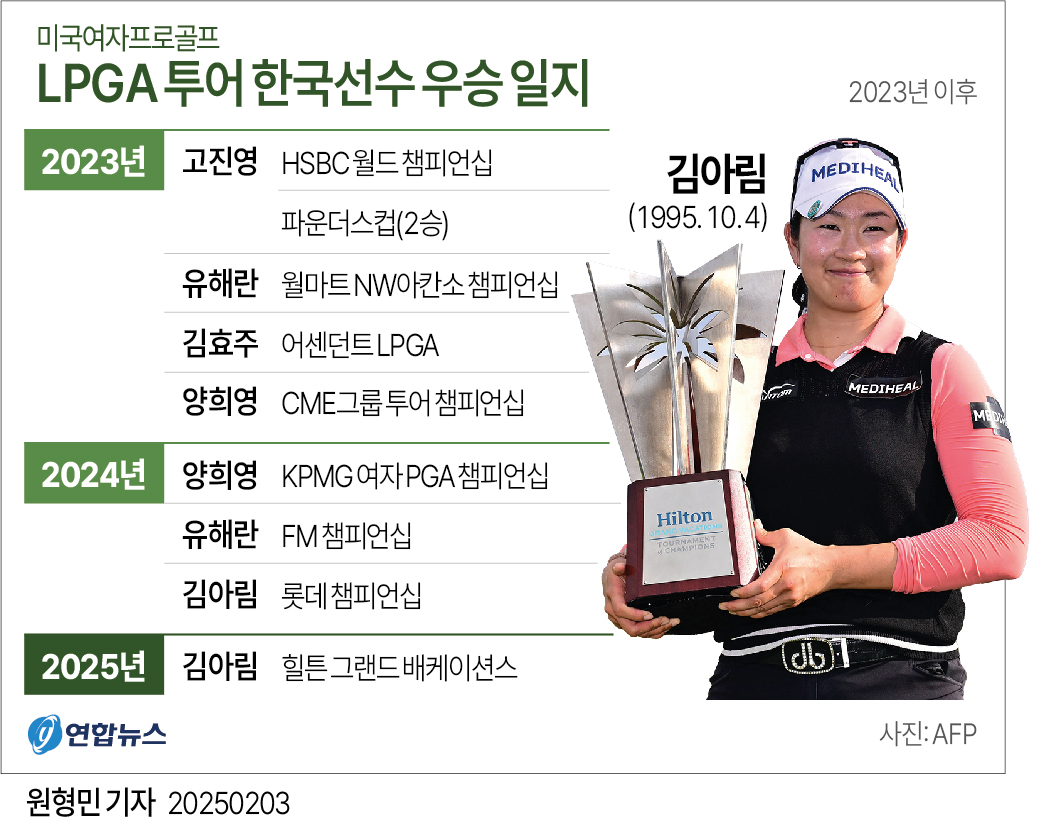 미국여자프로골프
LPGA 투어 한국선수 우승 일지
2023년 이후
2023년 고진영 HSBC 월드 챔피언십
파운더스컵(2승)
유해란 월마트 NW아칸소 챔피언십
김효주 어센던트 LPGA
양희영 CME그룹 투어 챔피언십
2024년 양희영 KPMG 여자 PGA 챔피언십
유해란 FM 챔피언십
김아림 롯데 챔피언십
2025년 김아림 힐튼 그랜드 배케이션스
김아림
(1995. 10. 4)
MEDIHEAL
MEDIHEAL
Hilton
TOURNAMENT
of CHAMPIONS
db
연합뉴스
사진: AFP
원형민 기자 20250203